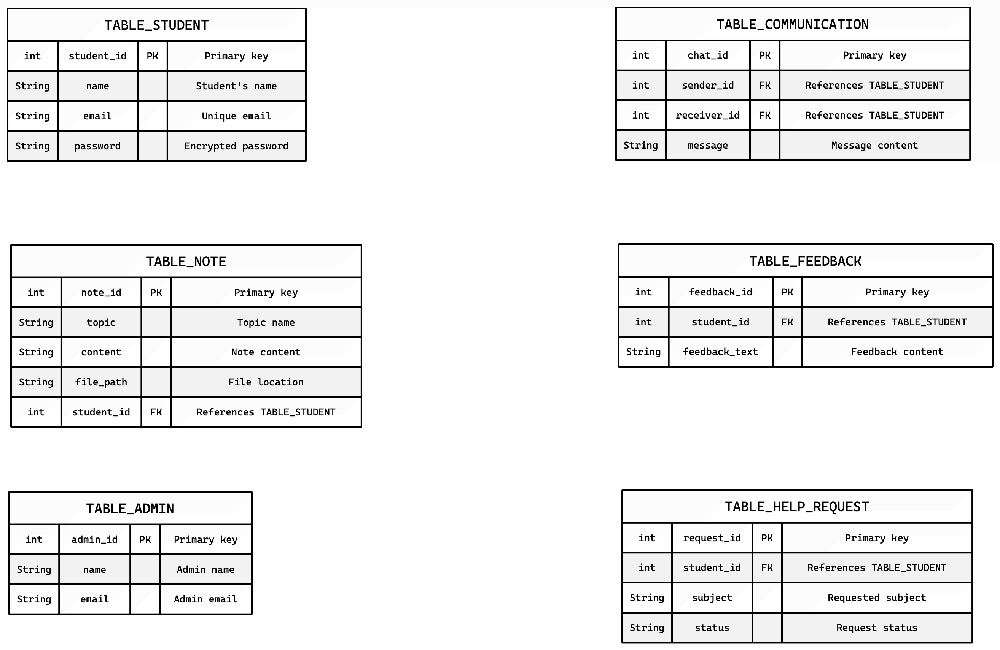 TABLE_STUDENT
int student_id PK Primary key
String name Student's name
String email Unique email
String password Encrypted password
TABLE_COMMUNICATION
int chat_id PK Primary key
int sender_id FK References TABLE_STUDENT
int receiver_id FK References TABLE_STUDENT
String message Message content
TABLE_NOTE
int note_id PK Primary key
String topic Topic name
String content Note content
String file_path File location
int student_id FK References TABLE_STUDENT
TABLE_FEEDBACK
int feedback_id PK Primary key
int student_id FK References TABLE_STUDENT
String feedback_text Feedback content
TABLE_ADMIN
int admin_id PK Primary key
String name Admin name
String email Admin email
TABLE_HELP_REQUEST
int request_id PK Primary key
int student_id FK References TABLE_STUDENT
String subject Requested subject
String status Request status